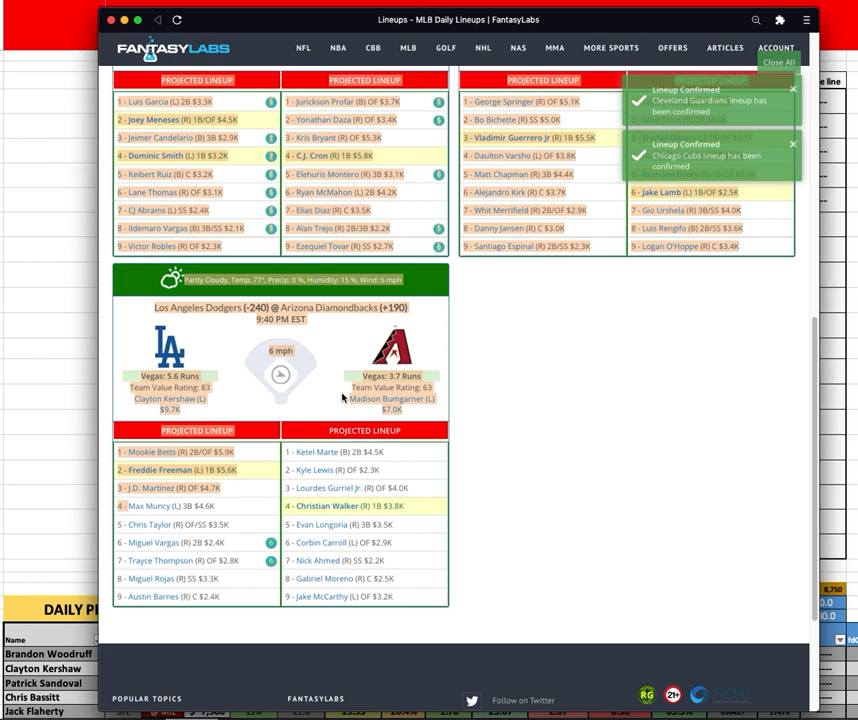 Lineups - MLB Daily Lineups | FantasyLabs
FANTASYLABS
NFL NBA CBB MLB GOLF NHL NAS MMA MORE SPORTS OFFERS ARTICLES ACCOUNT
Close All
PROJECTED LINEUP
1 - Luis Garcia (L) 2B $3.3K
2 - Joey Meneses (R) 1B/OF $4.5K
3 - Jeimer Candelario (B) 3B $2.9K
4 - Dominic Smith (L) 1B $3.2K
5 - Keibert Ruiz (B) C $3.2K
6 - Lane Thomas (R) OF $3.1K
7 - CJ Abrams (L) SS $2.4K
8 - Ildemaro Vargas (B) 3B/SS $2.1K
9 - Victor Robles (R) OF $2.3K
PROJECTED LINEUP
1 - Jurickson Profar (B) OF $3.7K
2 - Yonathan Daza (R) OF $3.4K
3 - Kris Bryant (R) OF $5.3K
4 - C.J. Cron (R) 1B $5.8K
5 - Elehuris Montero (R) 3B $3.1K
6 - Ryan McMahon (L) 2B $4.2K
7 - Elias Diaz (R) C $3.5K
8 - Alan Trejo (R) 2B/3B $2.2K
9 - Ezequiel Tovar (R) SS $2.7K
PROJECTED LINEUP
1 - George Springer (R) OF $5.1K
2 - Bo Bichette (R) SS $5.0K
3 - Vladimir Guerrero Jr (R) 1B $5.5K
4 - Daulton Varsho (L) OF $3.8K
5 - Matt Chapman (R) 3B $4.4K
6 - Alejandro Kirk (R) C $3.7K
7 - Whit Merrifield (R) 2B/OF $2.9K
8 - Danny Jansen (R) C $3.0K
9 - Santiago Espinal (R) 2B/SS $2.3K
Lineup Confirmed
Cleveland Guardians lineup has
been confirmed
Lineup Confirmed
Chicago Cubs lineup has been
confirmed
6 - Jake Lamb (L) 1B/OF $2.5K
7 - Gio Urshela (R) 3B/SS $4.0K
8 - Luis Rengifo (B) 2B/SS $3.6K
9 - Logan O'Hoppe (R) C $3.4K
Partly Cloudy, Temp: 77°, Precip: 0 %, Humidity: 15 %, Wind: 6 mph
Los Angeles Dodgers (-240) @ Arizona Diamondbacks (+190)
9:40 PM EST
LA
Vegas: 5.6 Runs
Team Value Rating: 83
Clayton Kershaw (L)
$9.7K
6 mph
Vegas: 3.7 Runs
Team Value Rating: 63
Madison Bumgarner (L)
$7.0K
PROJECTED LINEUP
1 - Mookie Betts (R) 2B/OF $5.9K
2 - Freddie Freeman (L) 1B $5.6K
3 - J.D. Martinez (R) OF $4.7K
4 - Max Muncy (L) 3B $4.6K
5 - Chris Taylor (R) OF/SS $3.5K
6 - Miguel Vargas (R) 2B $2.4K
7 - Trayce Thompson (R) OF $2.8K
8 - Miguel Rojas (R) SS $3.3K
9 - Austin Barnes (R) C $2.4K
PROJECTED LINEUP
1 - Ketel Marte (B) 2B $4.5K
2 - Kyle Lewis (R) OF $2.3K
3 - Lourdes Gurriel Jr. (R) OF $4.0K
4 - Christian Walker (R) 1B $3.8K
5 - Evan Longoria (R) 3B $3.5K
6 - Corbin Carroll (L) OF $2.9K
7 - Nick Ahmed (R) SS $2.2K
8 - Gabriel Moreno (R) C $2.5K
9 - Jake McCarthy (L) OF $3.2K
POPULAR TOPICS
FANTASYLABS
Follow on Twitter
RG
21+
NCPG
e line
8,750
DAILY
Name
Brandon Woodruff
Clayton Kershaw
Patrick Sandoval
Chris Bassitt
Jack Flaherty